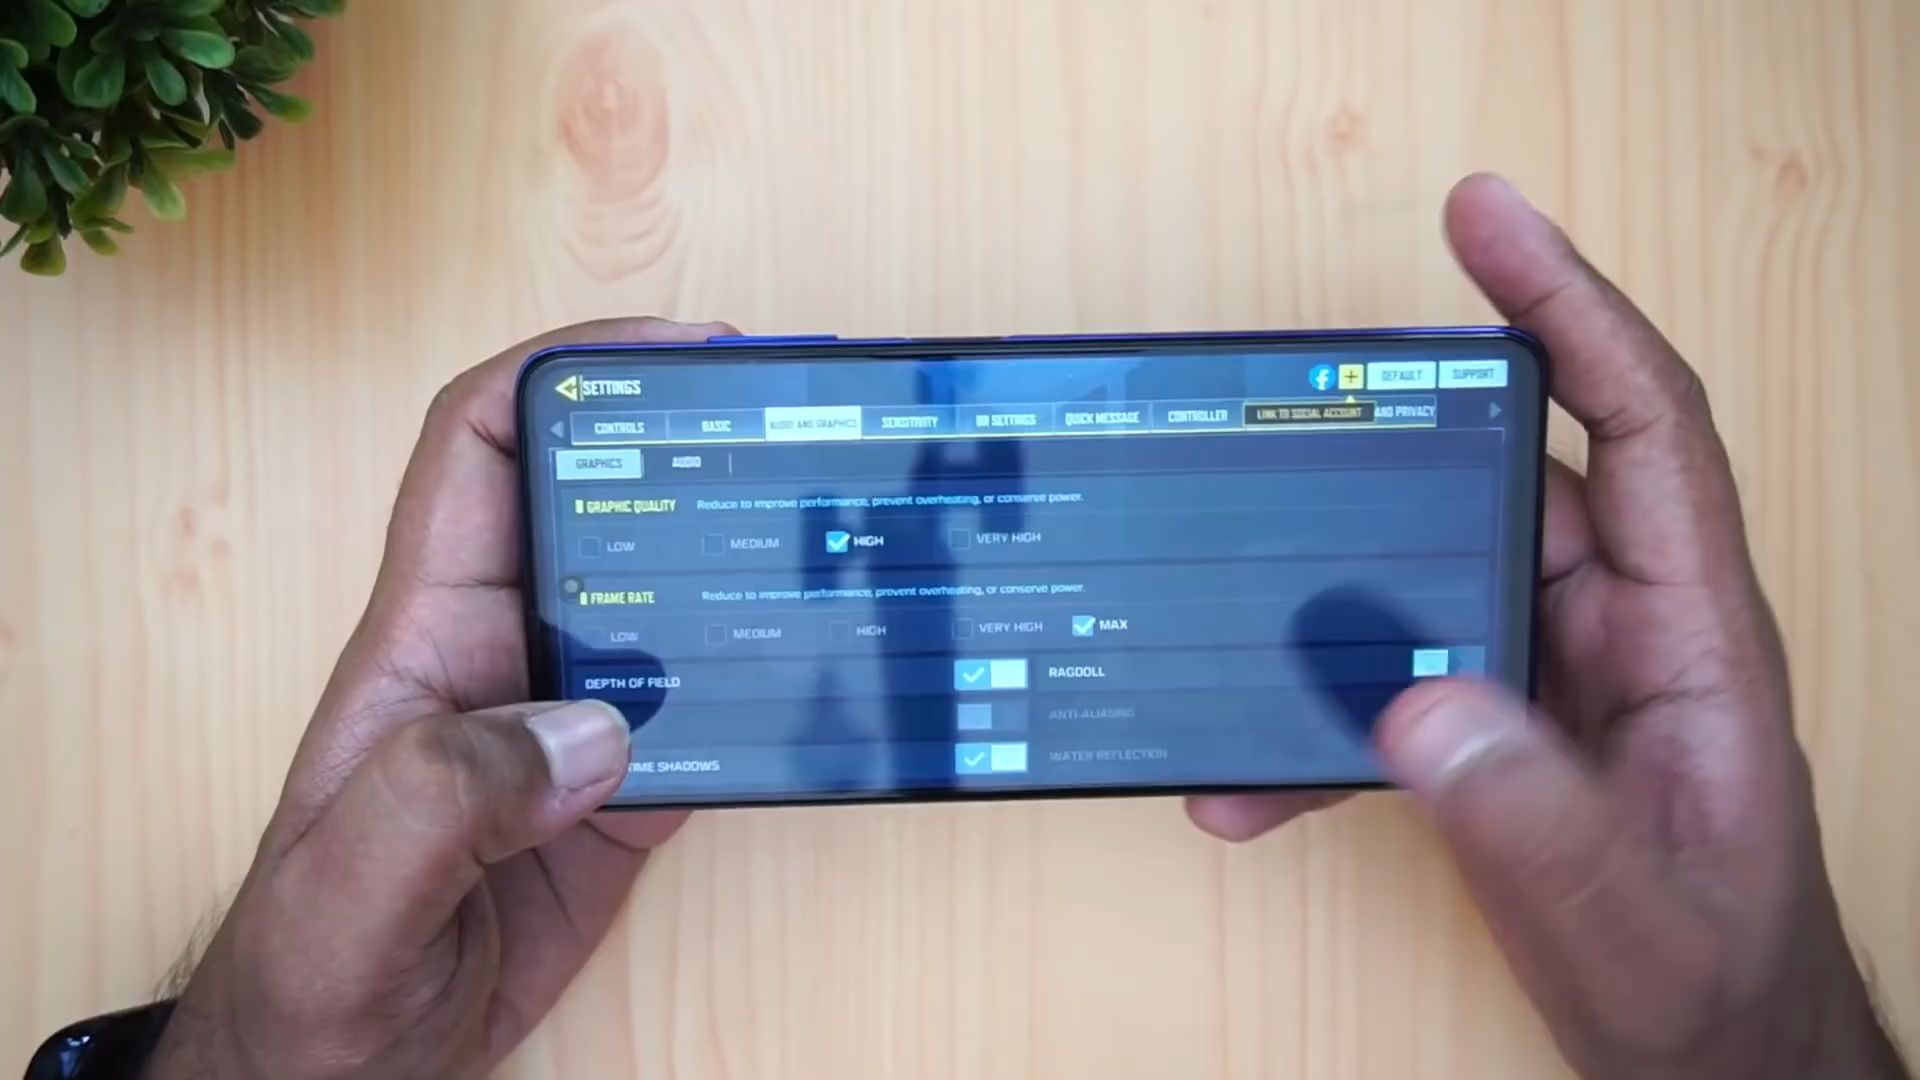 SETTINGS
DEFAULT
SUPPORT
CONTROLS
BASIC
AUDIO AND GRAPHICS
SENSITIVITY
BR SETTINGS
QUICK MESSAGE
CONTROLLER
LINK TO SOCIAL ACCOUNT
AND PRIVACY
GRAPHICS
AUDIO
GRAPHIC QUALITY
Reduce to improve performance, prevent overheating, or conserve power.
LOW
MEDIUM
HIGH
VERY HIGH
FRAME RATE
Reduce to improve performance, prevent overheating, or conserve power.
LOW
MEDIUM
HIGH
VERY HIGH
MAX
DEPTH OF FIELD
RAGDOLL
ANTI-ALIASING
TIME SHADOWS
WATER REFLECTION